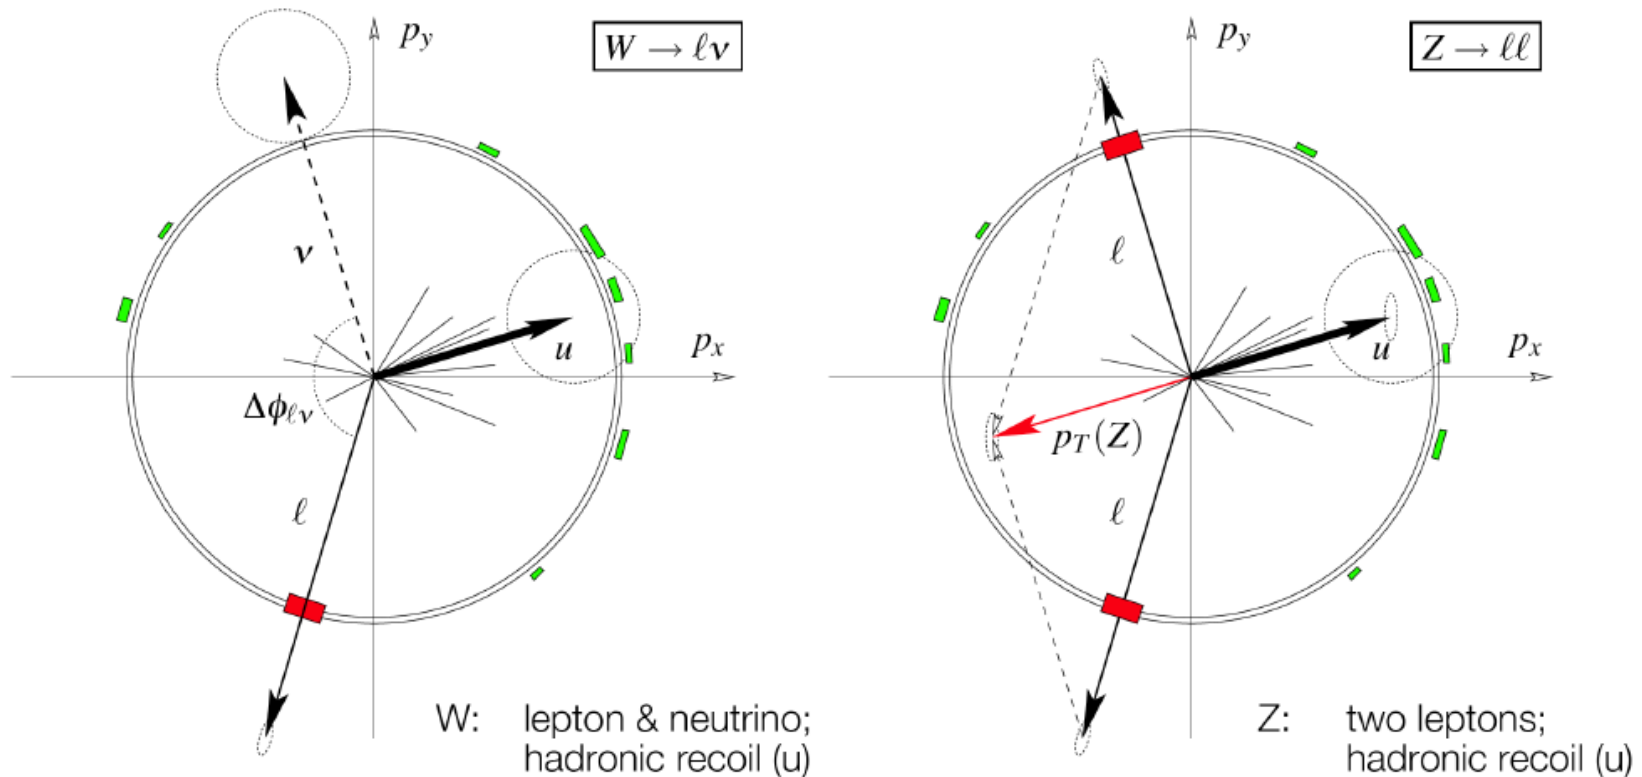 p_y
W → ℓν
ν
u
p_x
Δϕ_ℓν
ℓ
W: lepton & neutrino;
hadronic recoil (u)
p_y
Z → ℓℓ
ℓ
u
p_x
p_T(Z)
ℓ
Z: two leptons;
hadronic recoil (u)